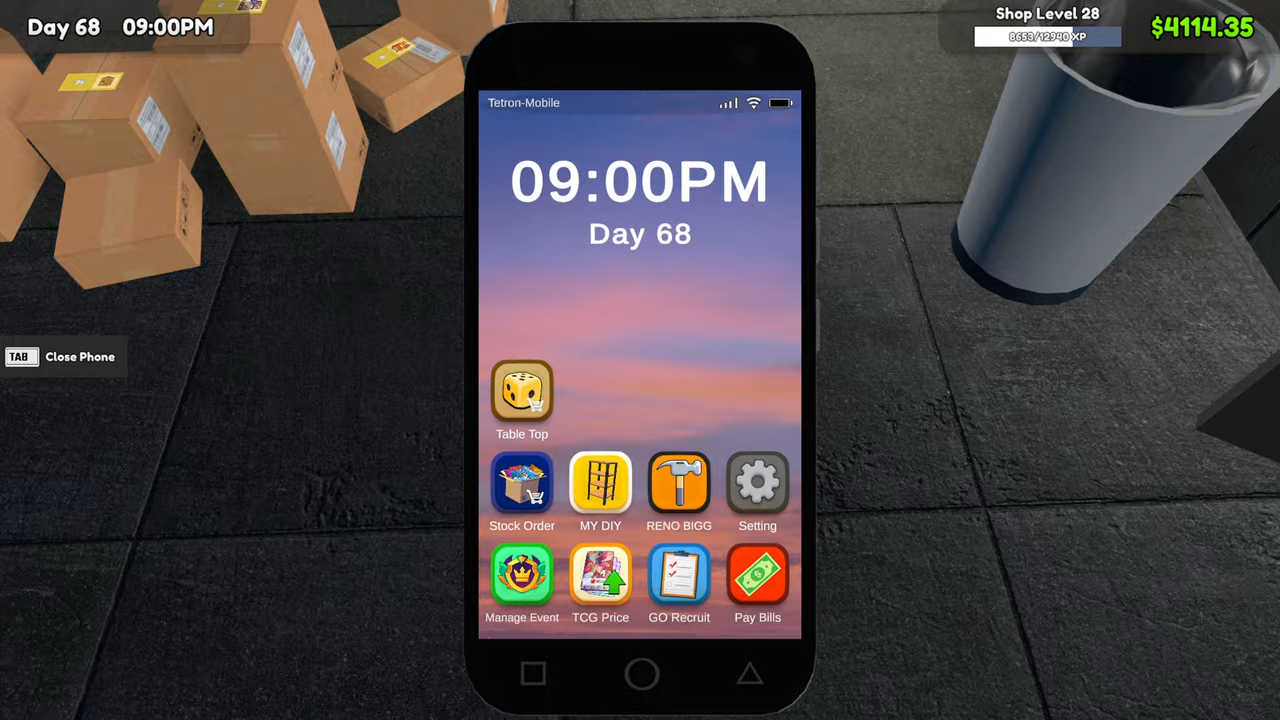 Day 68 09:00PM
Shop Level 28
8653/12940 XP
$4114.35
Tetron-Mobile
09:00PM
Day 68
TAB Close Phone
Table Top
Stock Order MY DIY RENO BIGG Setting
Manage Event TCG Price GO Recruit Pay Bills